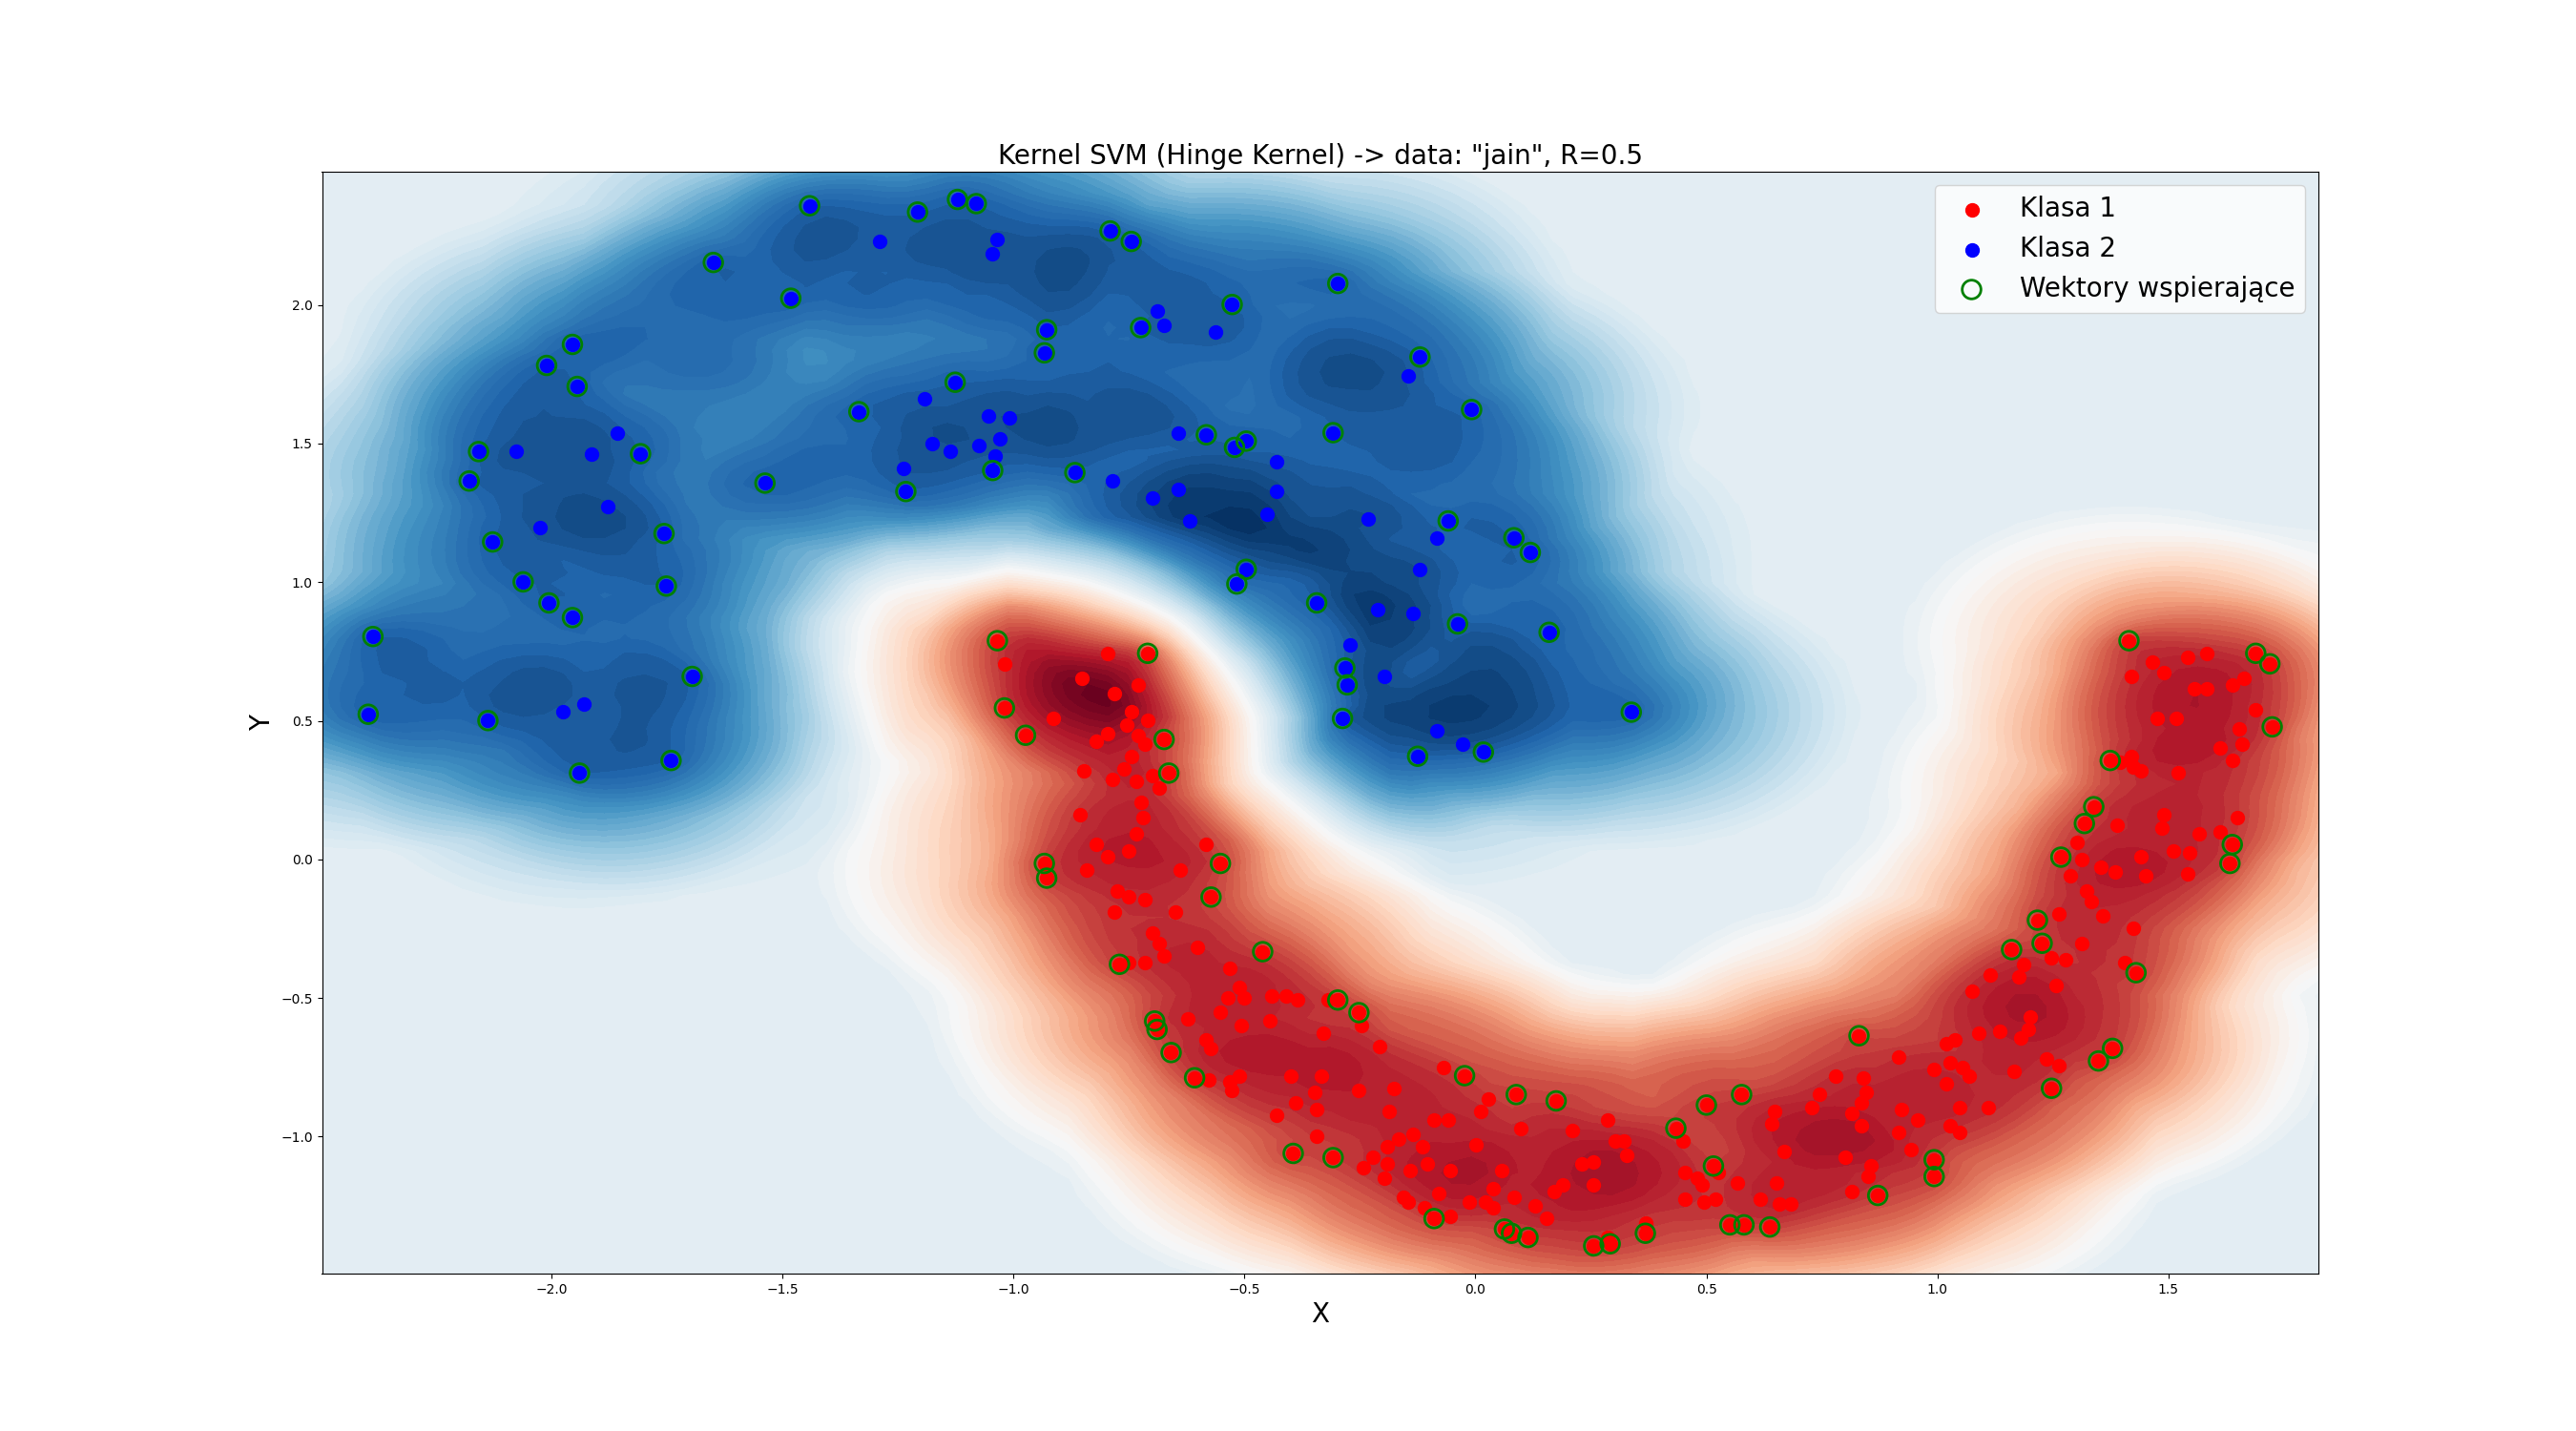 Kernel SVM (Hinge Kernel) -> data: "jain", R=0.5
Klasa 1
Klasa 2
Wektory wspierające
2.0
1.5
1.0
0.5
0.0
−0.5
−1.0
Y
−2.0 −1.5 −1.0 −0.5 0.0 0.5 1.0 1.5
X